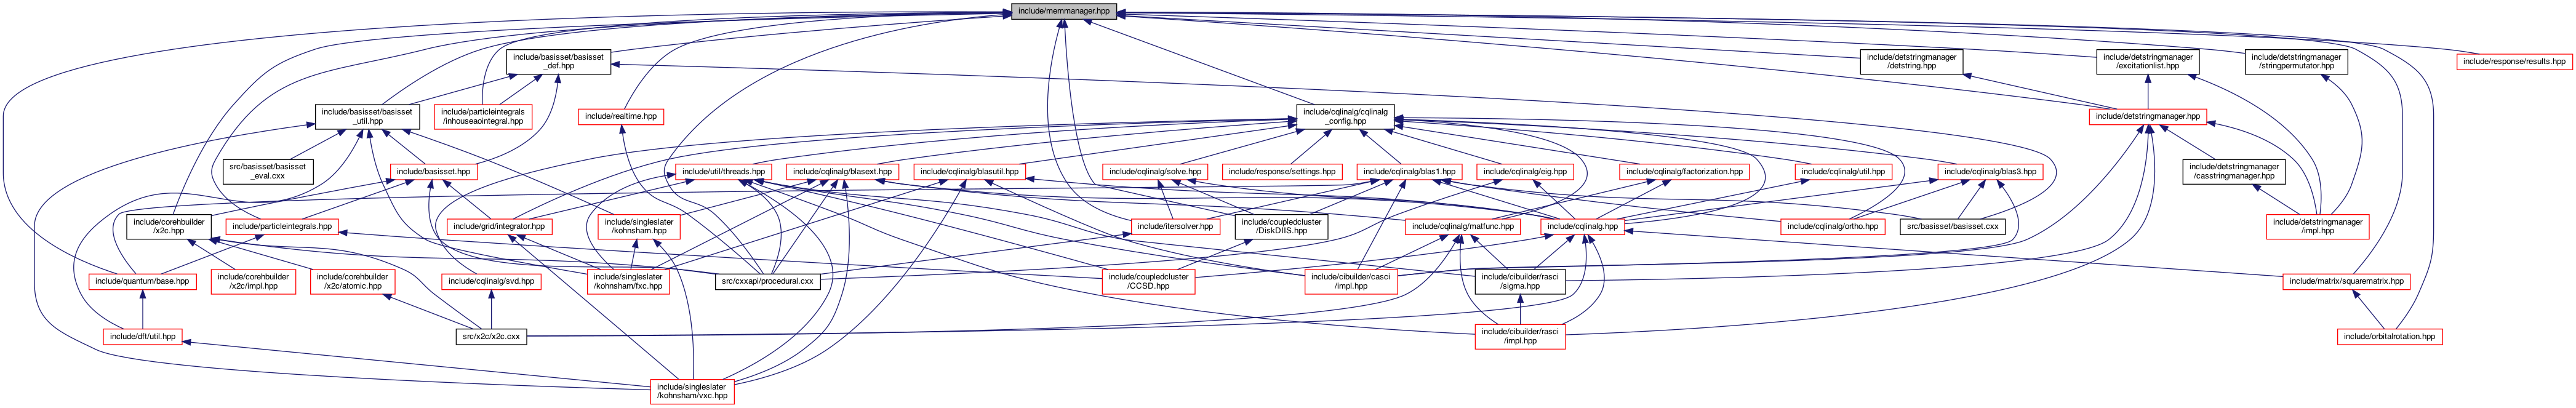 include/memmanager.hpp
include/basisset/basisset
_def.hpp
include/detstringmanager
/detstring.hpp
include/detstringmanager
/excitationlist.hpp
include/detstringmanager
/stringpermutator.hpp
include/response/results.hpp
include/basisset/basisset
_util.hpp
include/particleintegrals
/inhouseaointegral.hpp
include/realtime.hpp
include/cqlinalg/cqlinalg
_config.hpp
include/detstringmanager.hpp
src/basisset/basisset
_eval.cxx
include/basisset.hpp
include/util/threads.hpp
include/cqlinalg/blasext.hpp
include/cqlinalg/blasutil.hpp
include/cqlinalg/solve.hpp
include/response/settings.hpp
include/cqlinalg/blas1.hpp
include/cqlinalg/eig.hpp
include/cqlinalg/factorization.hpp
include/cqlinalg/util.hpp
include/cqlinalg/blas3.hpp
include/detstringmanager
/casstringmanager.hpp
include/corehbuilder
/x2c.hpp
include/particleintegrals.hpp
include/grid/integrator.hpp
include/singleslater
/kohnsham.hpp
include/coupledcluster
/DiskDIIS.hpp
include/itersolver.hpp
include/cqlinalg/matfunc.hpp
include/cqlinalg.hpp
include/cqlinalg/ortho.hpp
src/basisset/basisset.cxx
include/detstringmanager
/impl.hpp
include/quantum/base.hpp
include/corehbuilder
/x2c/impl.hpp
include/corehbuilder
/x2c/atomic.hpp
include/cqlinalg/svd.hpp
include/singleslater
/kohnsham/fxc.hpp
src/cxxapi/procedural.cxx
include/coupledcluster
/CCSD.hpp
include/cibuilder/casci
/impl.hpp
include/cibuilder/rasci
/sigma.hpp
include/matrix/squarematrix.hpp
include/dft/util.hpp
src/x2c/x2c.cxx
include/cibuilder/rasci
/impl.hpp
include/orbitalrotation.hpp
include/singleslater
/kohnsham/vxc.hpp